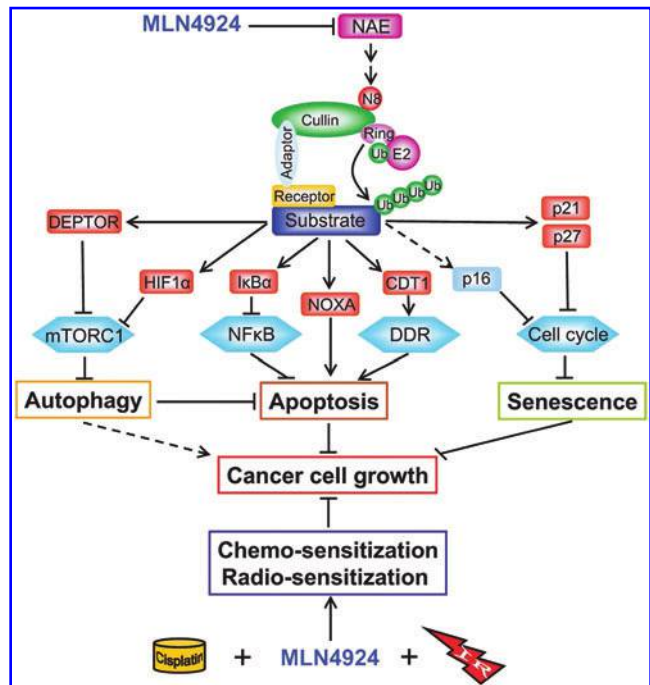 MLN4924
NAE
N8
Cullin
Ring
Ub
E2
Adaptor
Receptor
Substrate
Ub Ub Ub Ub
DEPTOR
p21
p27
HIF1α
IκBα
NOXA
CDT1
p16
mTORC1
NFκB
DDR
Cell cycle
Autophagy
Apoptosis
Senescence
Cancer cell growth
Chemo-sensitization
Radio-sensitization
Cisplatin + MLN4924 + IR